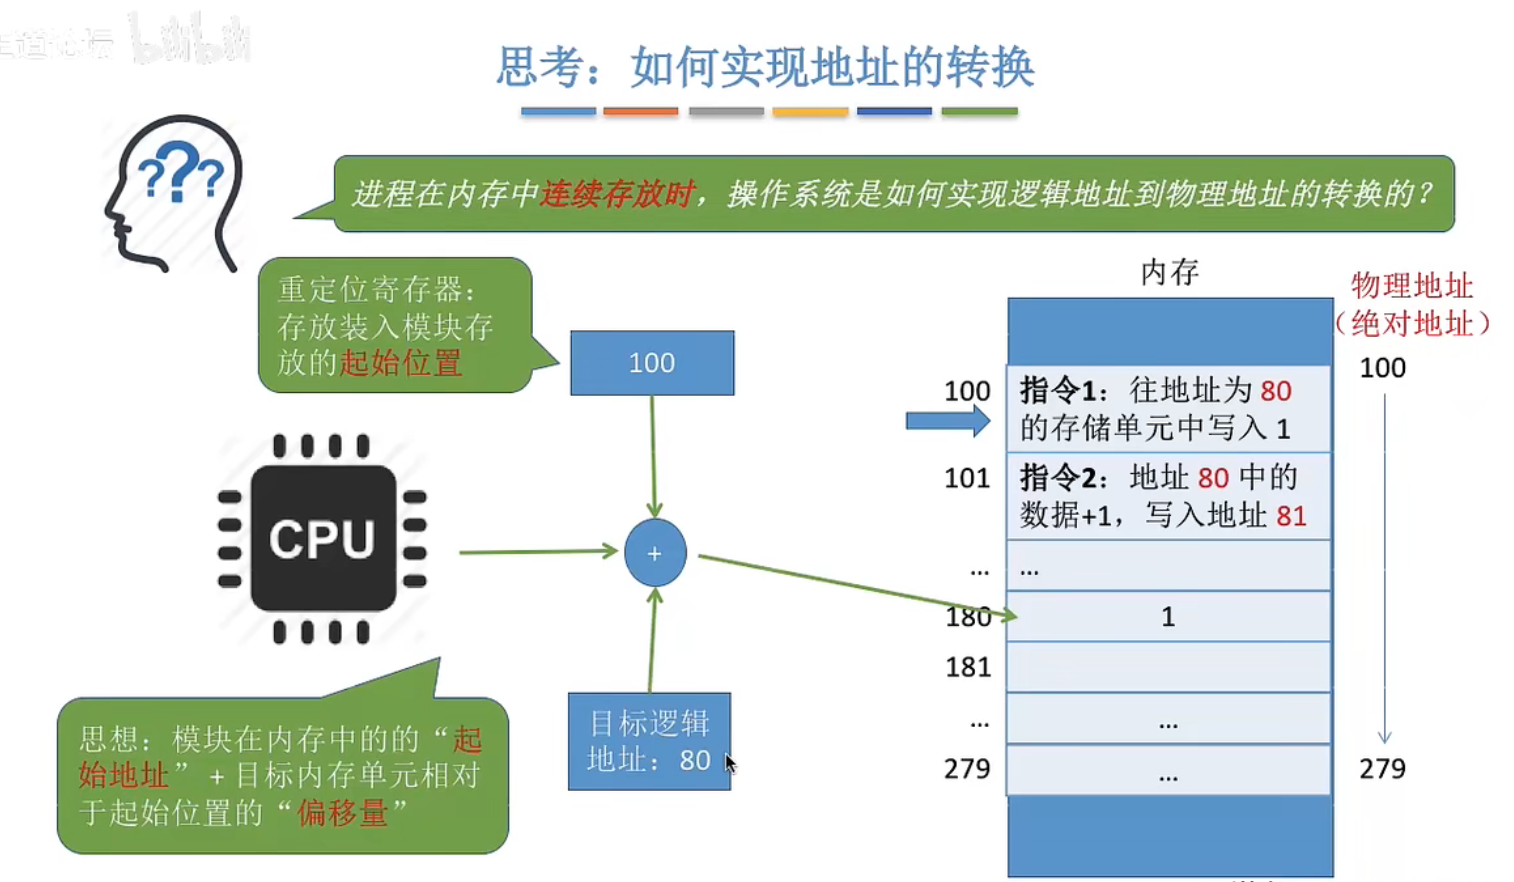 bilibili
思考：如何实现地址的转换
???
进程在内存中连续存放时，操作系统是如何实现逻辑地址到物理地址的转换的？
重定位寄存器：
存放装入模块存
放的起始位置
100
CPU
+
目标逻辑
地址：80
思想：模块在内存中的的“起
始地址”+目标内存单元相对
于起始位置的“偏移量”
内存
物理地址
（绝对地址）
100
279
100
指令1：往地址为 80
的存储单元中写入 1
101
指令2：地址 80 中的
数据+1，写入地址 81
... ...
180 1
181
... ...
279 ...